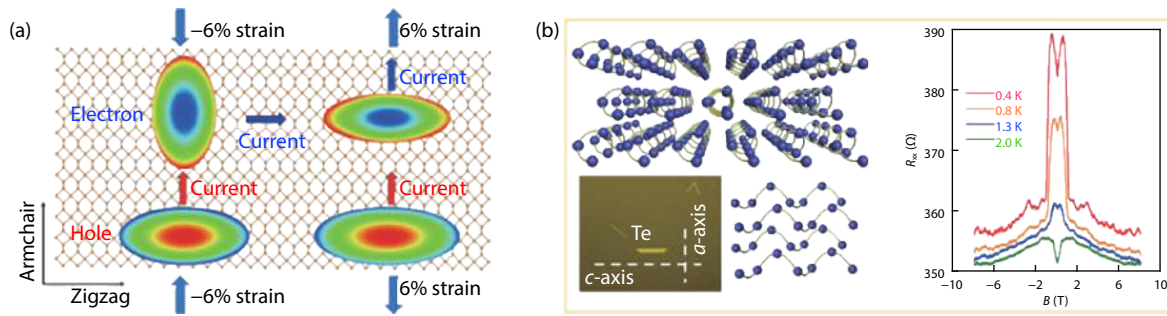 (a)
−6% strain
6% strain
Current
Electron
Current
Current
Current
Hole
Armchair
Zigzag
−6% strain
6% strain
(b)
Te
a-axis
c-axis
390
380
370
360
350
Rxx (Ω)
0.4 K
0.8 K
1.3 K
2.0 K
−10 −6 −2 2 6 10
B (T)